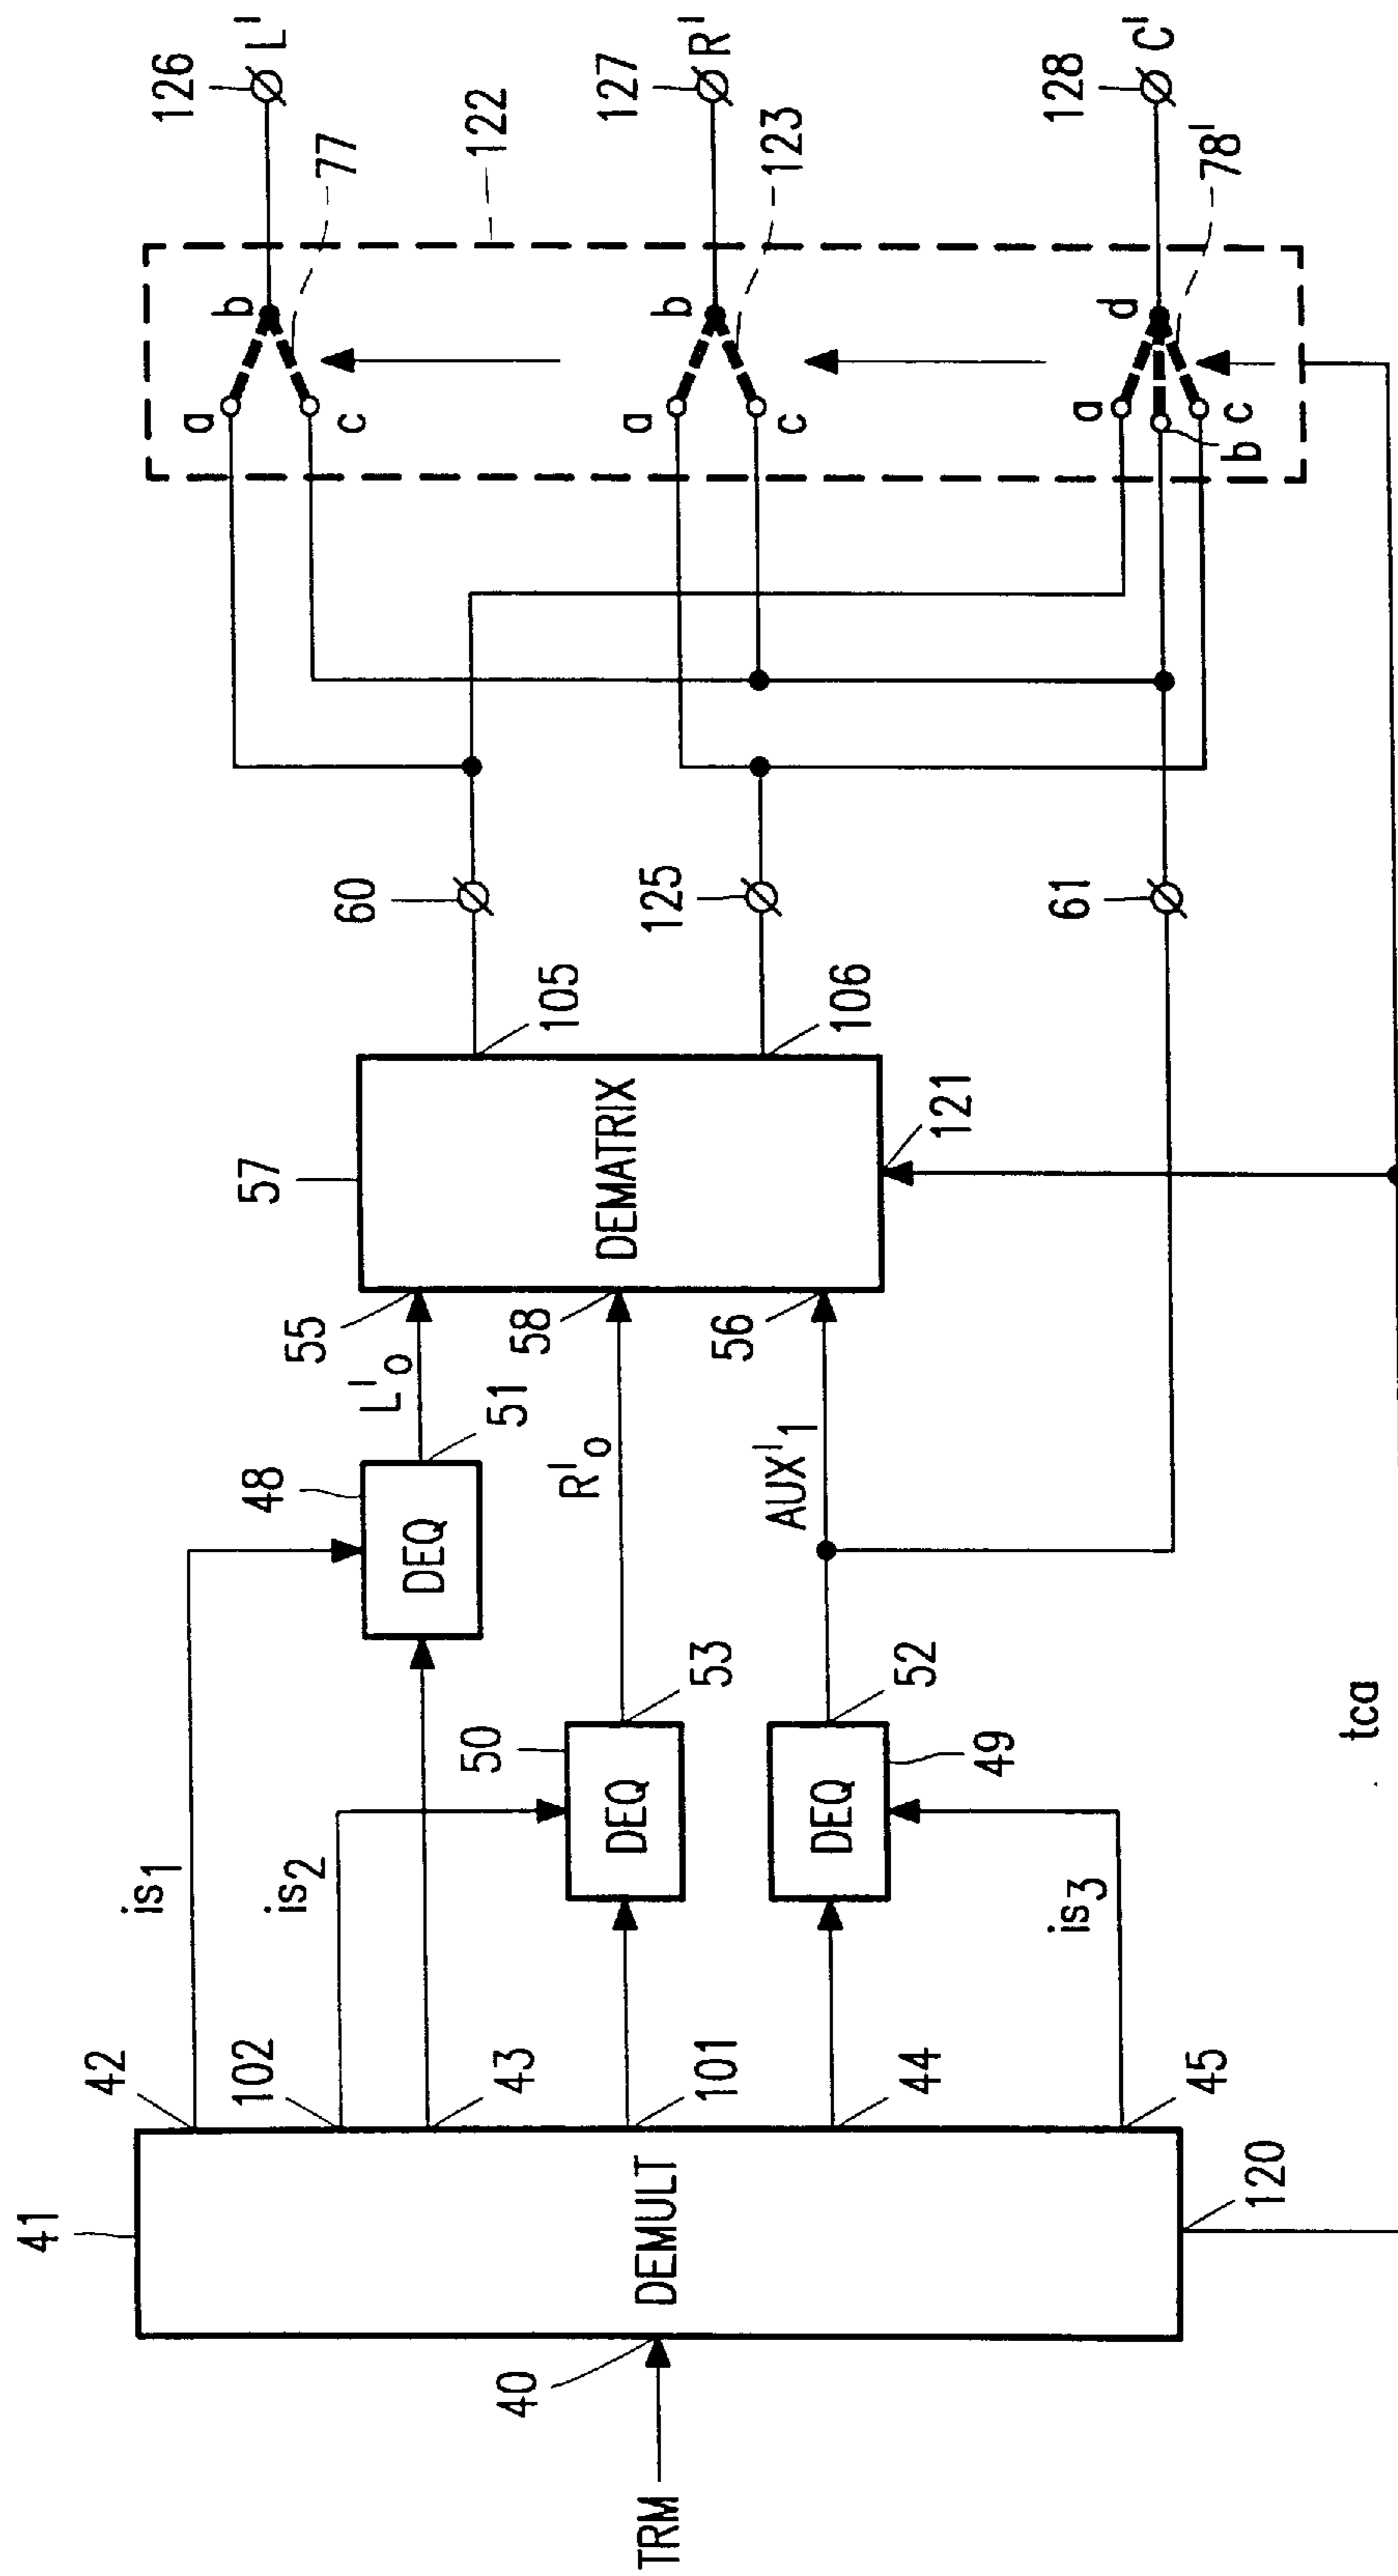 TRM
40
41
DEMULT
42
102
43
101
44
45
120
is1
is2
is3
48
DEQ
51
50
DEQ
53
DEQ
52
49
L'o
R'o
AUX'1
tca
55
58
56
57
DEMATRIX
105
106
121
60
125
61
a
b
c
77
a
b
c
123
a
b
c
d
78'
122
126
L'
127
R'
128
C'